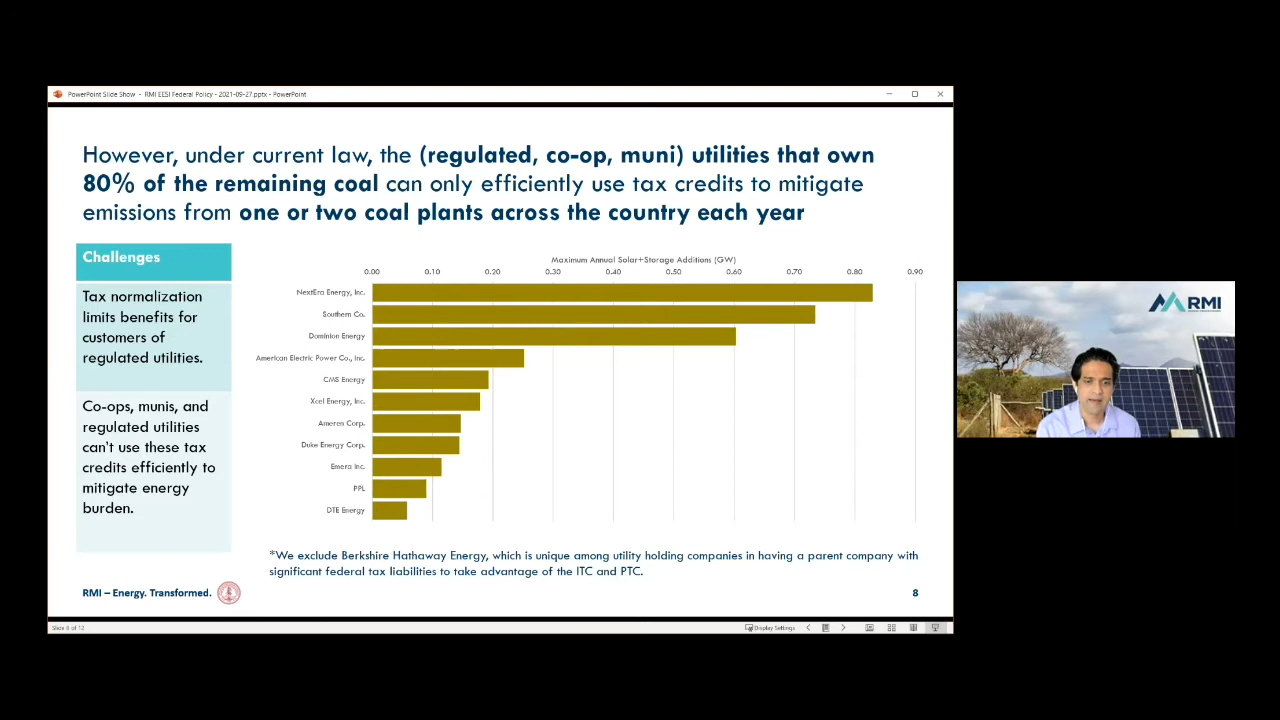 PowerPoint Slide Show - RMI EESI Federal Policy - 2021-09-27.pptx - PowerPoint
However, under current law, the (regulated, co-op, muni) utilities that own
80% of the remaining coal can only efficiently use tax credits to mitigate
emissions from one or two coal plants across the country each year
Challenges
Tax normalization
limits benefits for
customers of
regulated utilities.
Co-ops, munis, and
regulated utilities
can't use these tax
credits efficiently to
mitigate energy
burden.
Maximum Annual Solar+Storage Additions (GW)
0.00 0.10 0.20 0.30 0.40 0.50 0.60 0.70 0.80 0.90
NextEra Energy, Inc.
Southern Co.
Dominion Energy
American Electric Power Co., Inc.
CMS Energy
Xcel Energy, Inc.
Ameren Corp.
Duke Energy Corp.
Emera Inc.
PPL
DTE Energy
*We exclude Berkshire Hathaway Energy, which is unique among utility holding companies in having a parent company with
significant federal tax liabilities to take advantage of the ITC and PTC.
RMI – Energy. Transformed.
8
Slide 8 of 12
Display Settings
RMI